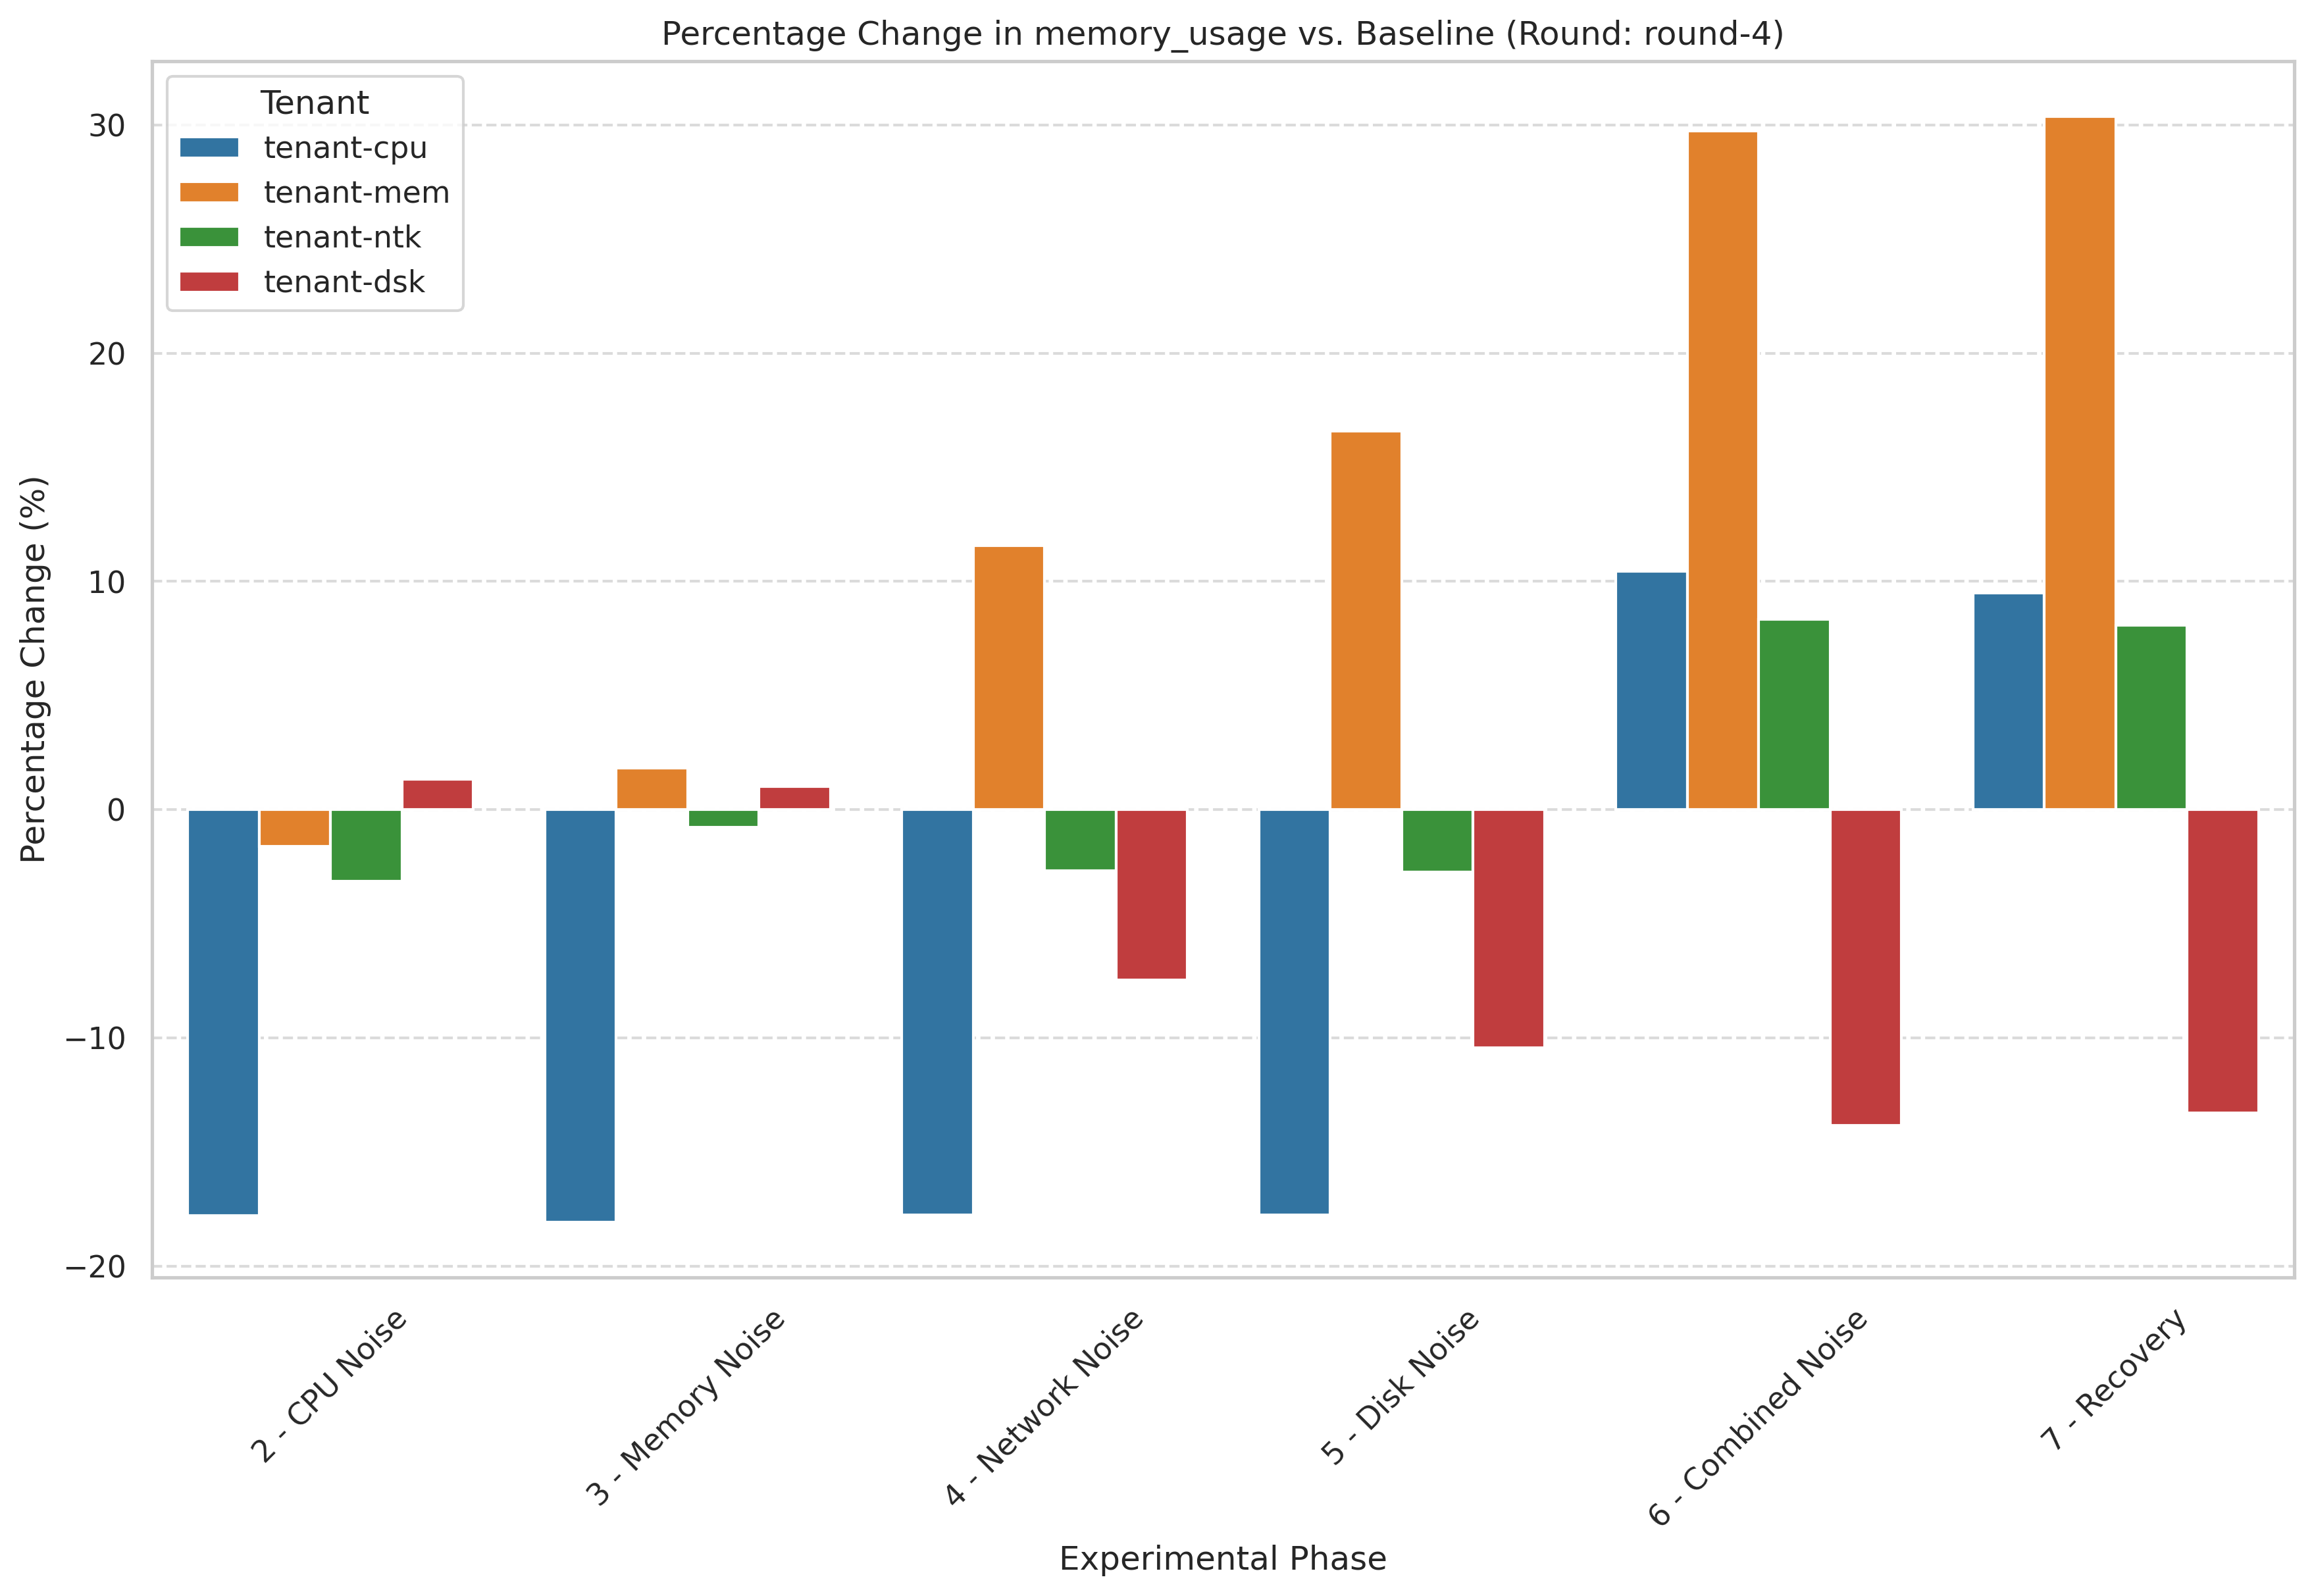 Percentage Change in memory_usage vs. Baseline (Round: round-4)
Tenant
tenant-cpu
tenant-mem
tenant-ntk
tenant-dsk
Percentage Change (%)
30
20
10
0
−10
−20
2 - CPU Noise
3 - Memory Noise
4 - Network Noise
5 - Disk Noise
6 - Combined Noise
7 - Recovery
Experimental Phase